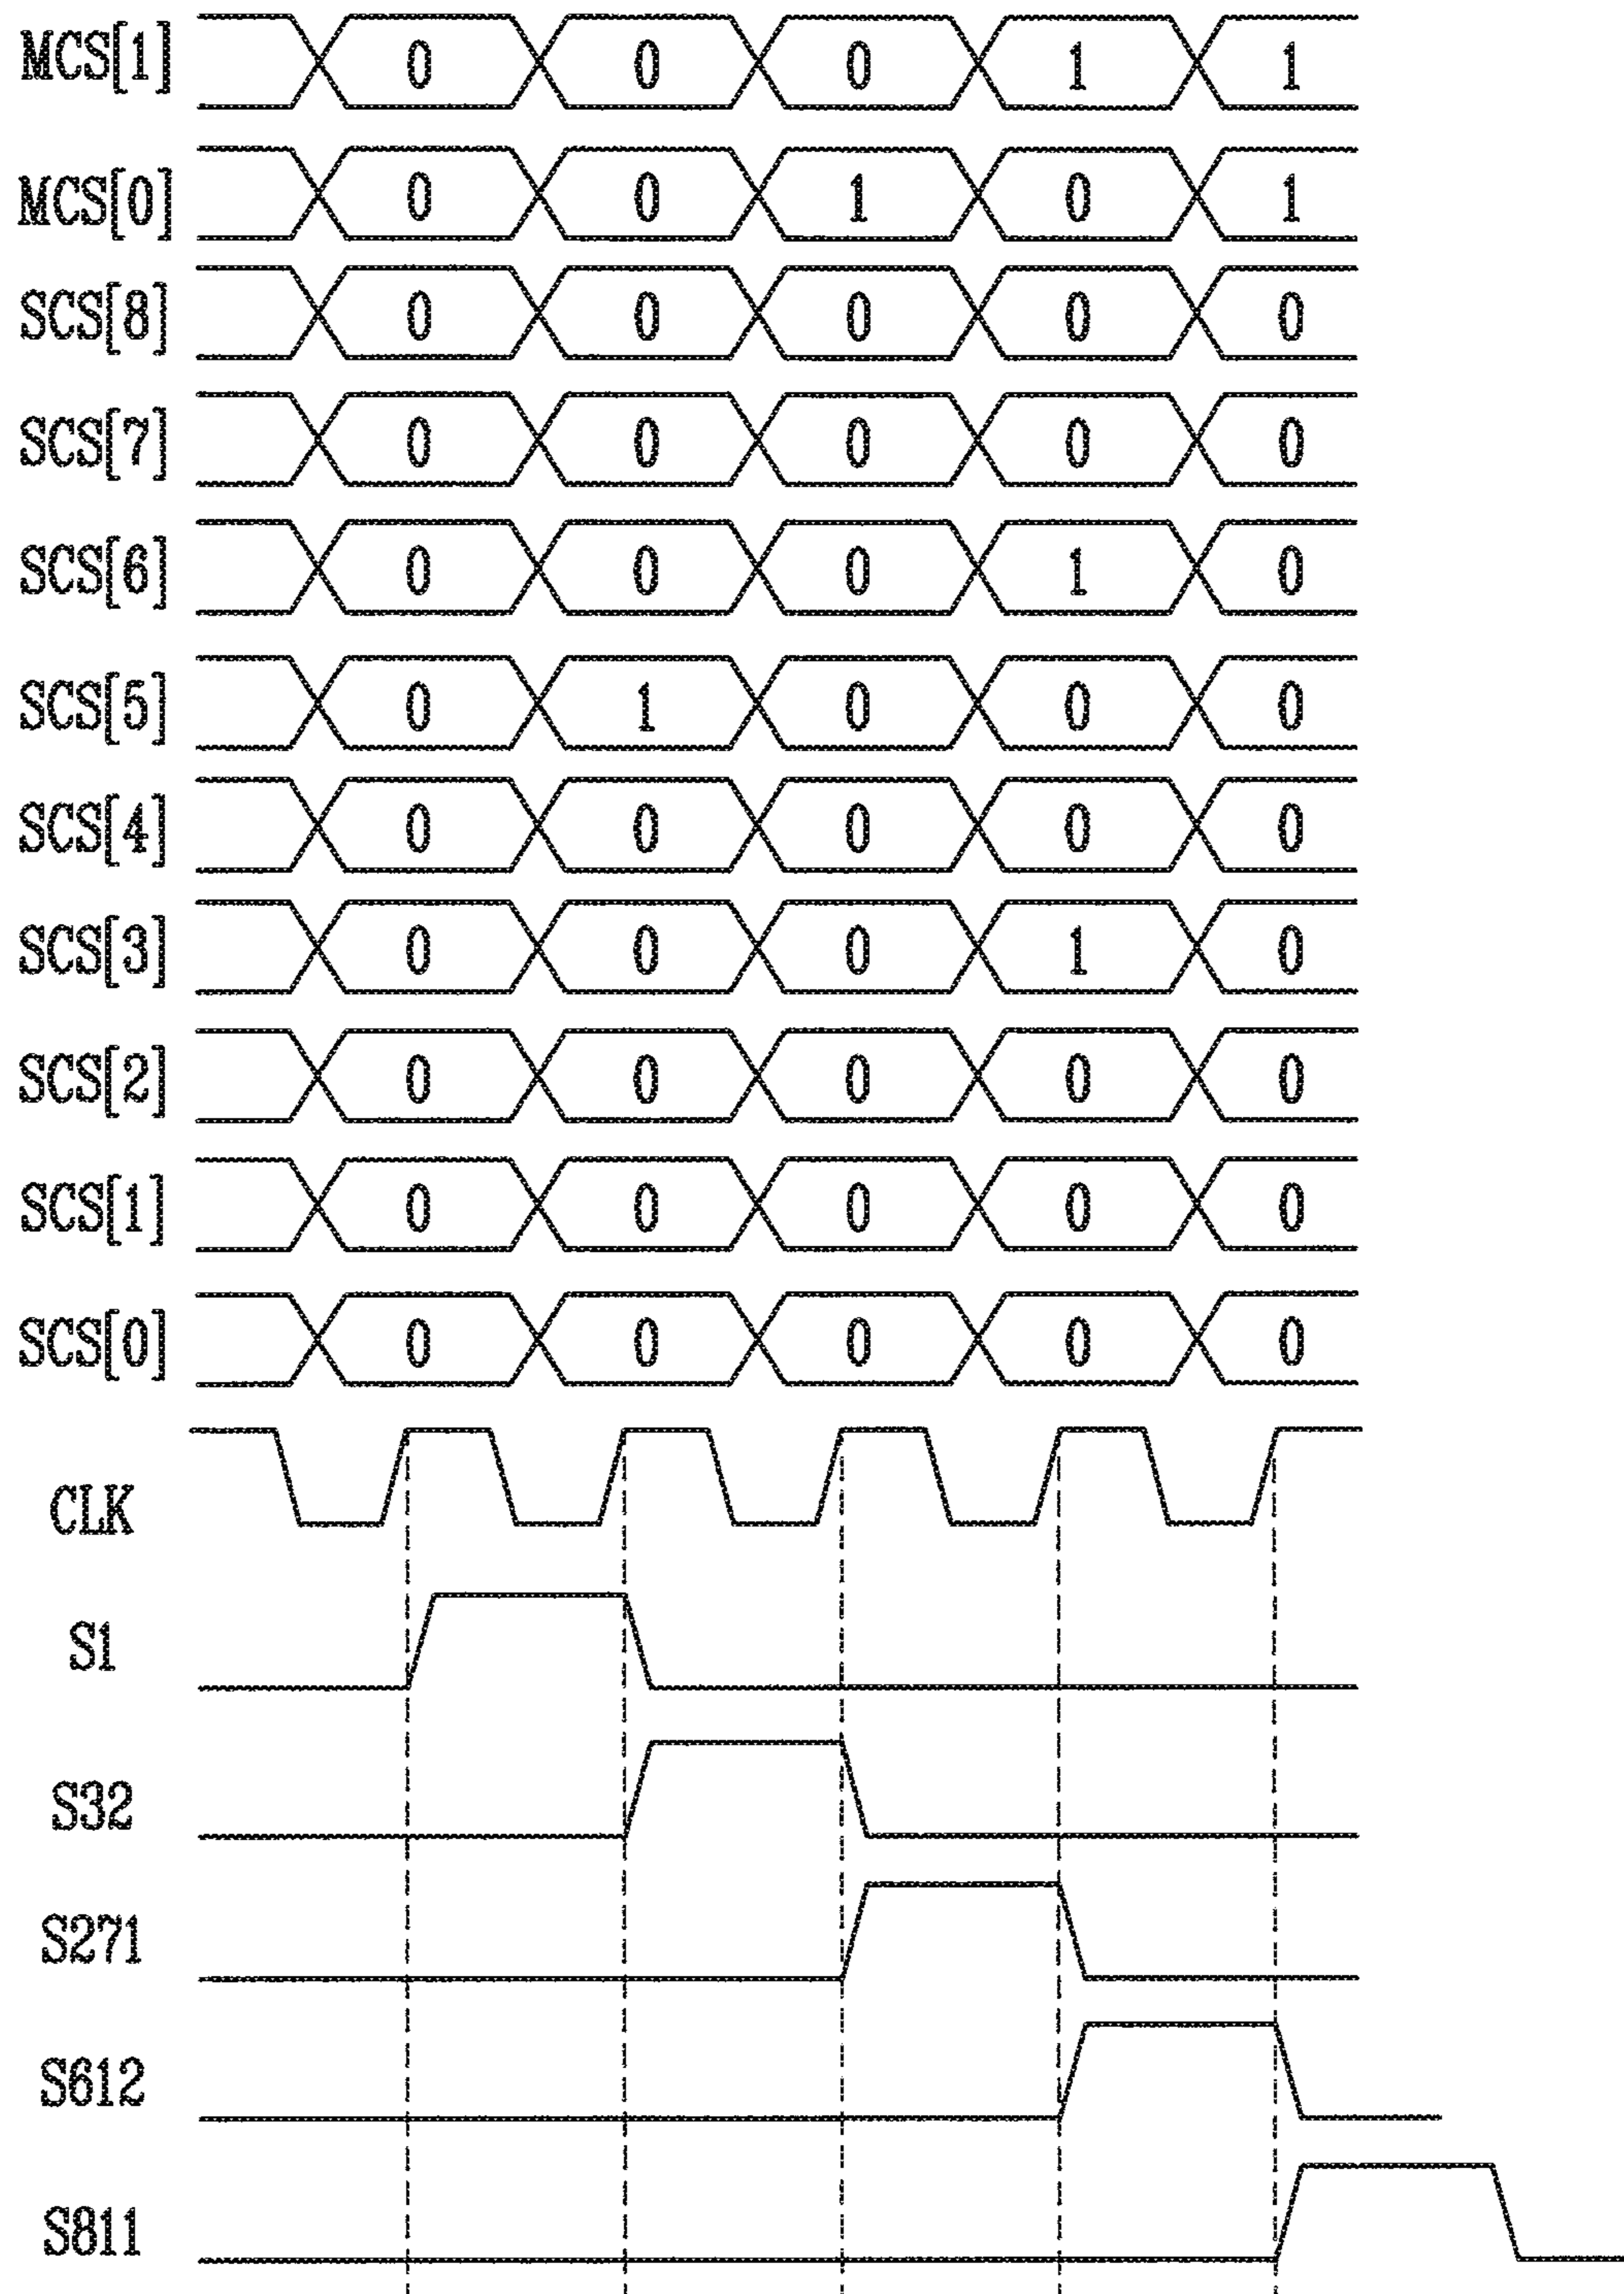 MCS[1] 0 0 0 1 1
MCS[0] 0 0 1 0 1
SCS[8] 0 0 0 0 0
SCS[7] 0 0 0 0 0
SCS[6] 0 0 0 1 0
SCS[5] 0 1 0 0 0
SCS[4] 0 0 0 0 0
SCS[3] 0 0 0 1 0
SCS[2] 0 0 0 0 0
SCS[1] 0 0 0 0 0
SCS[0] 0 0 0 0 0
CLK
S1
S32
S271
S612
S811